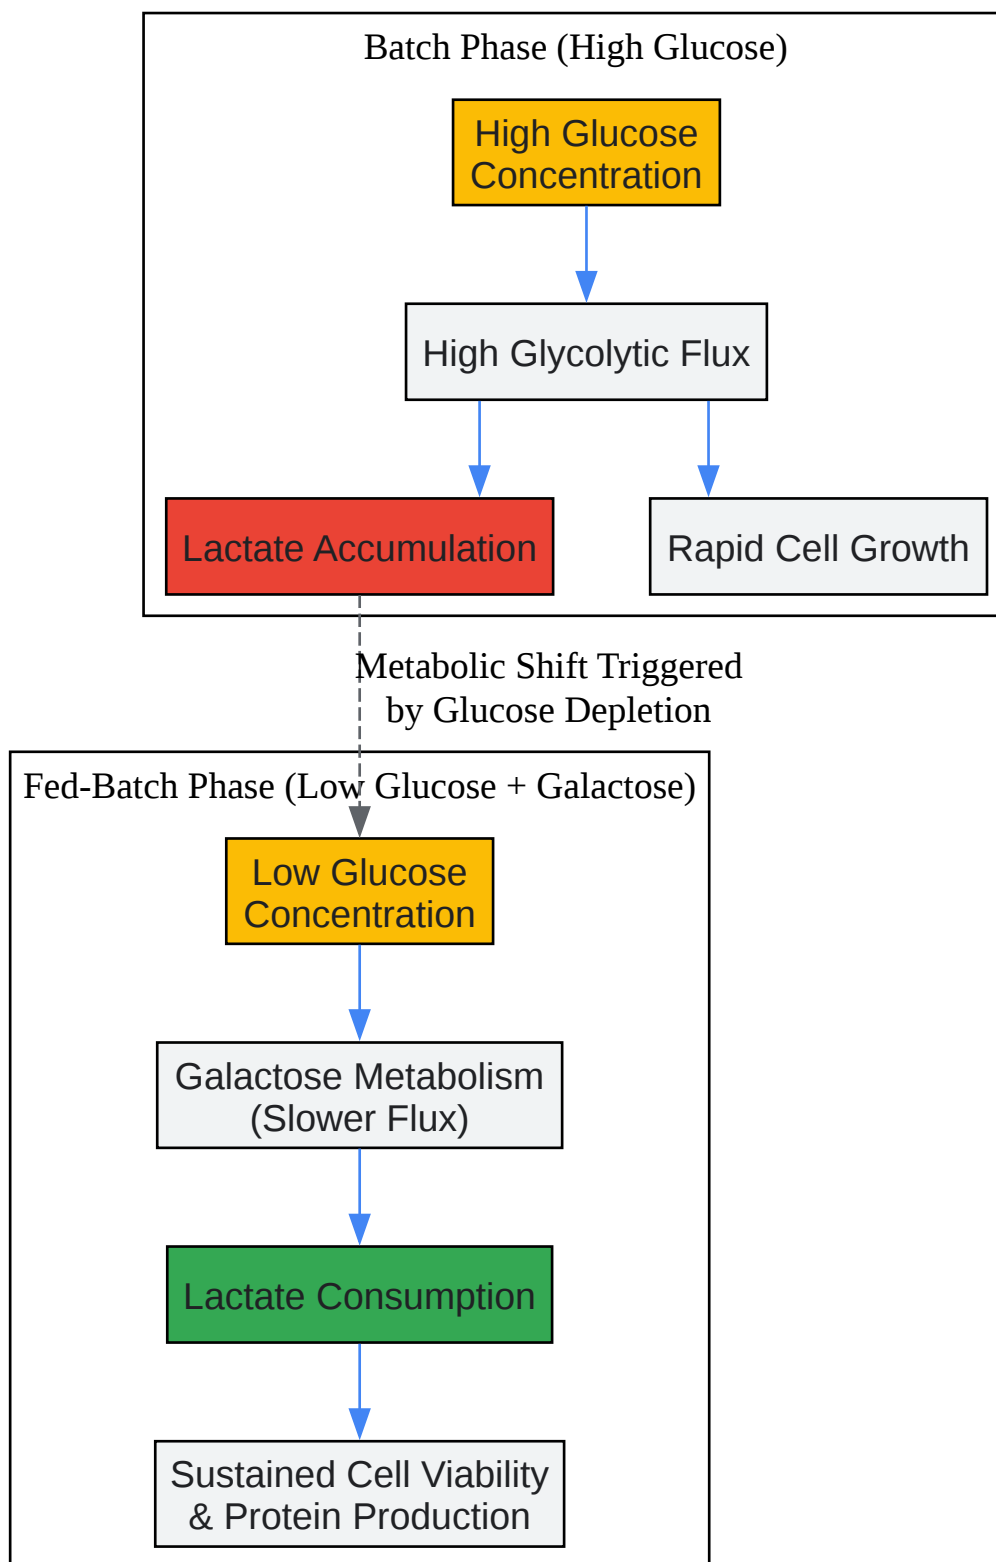 Batch Phase (High Glucose)
High Glucose
Concentration
High Glycolytic Flux
Lactate Accumulation
Rapid Cell Growth
Metabolic Shift Triggered
by Glucose Depletion
Fed-Batch Phase (Low Glucose + Galactose)
Low Glucose
Concentration
Galactose Metabolism
(Slower Flux)
Lactate Consumption
Sustained Cell Viability
& Protein Production